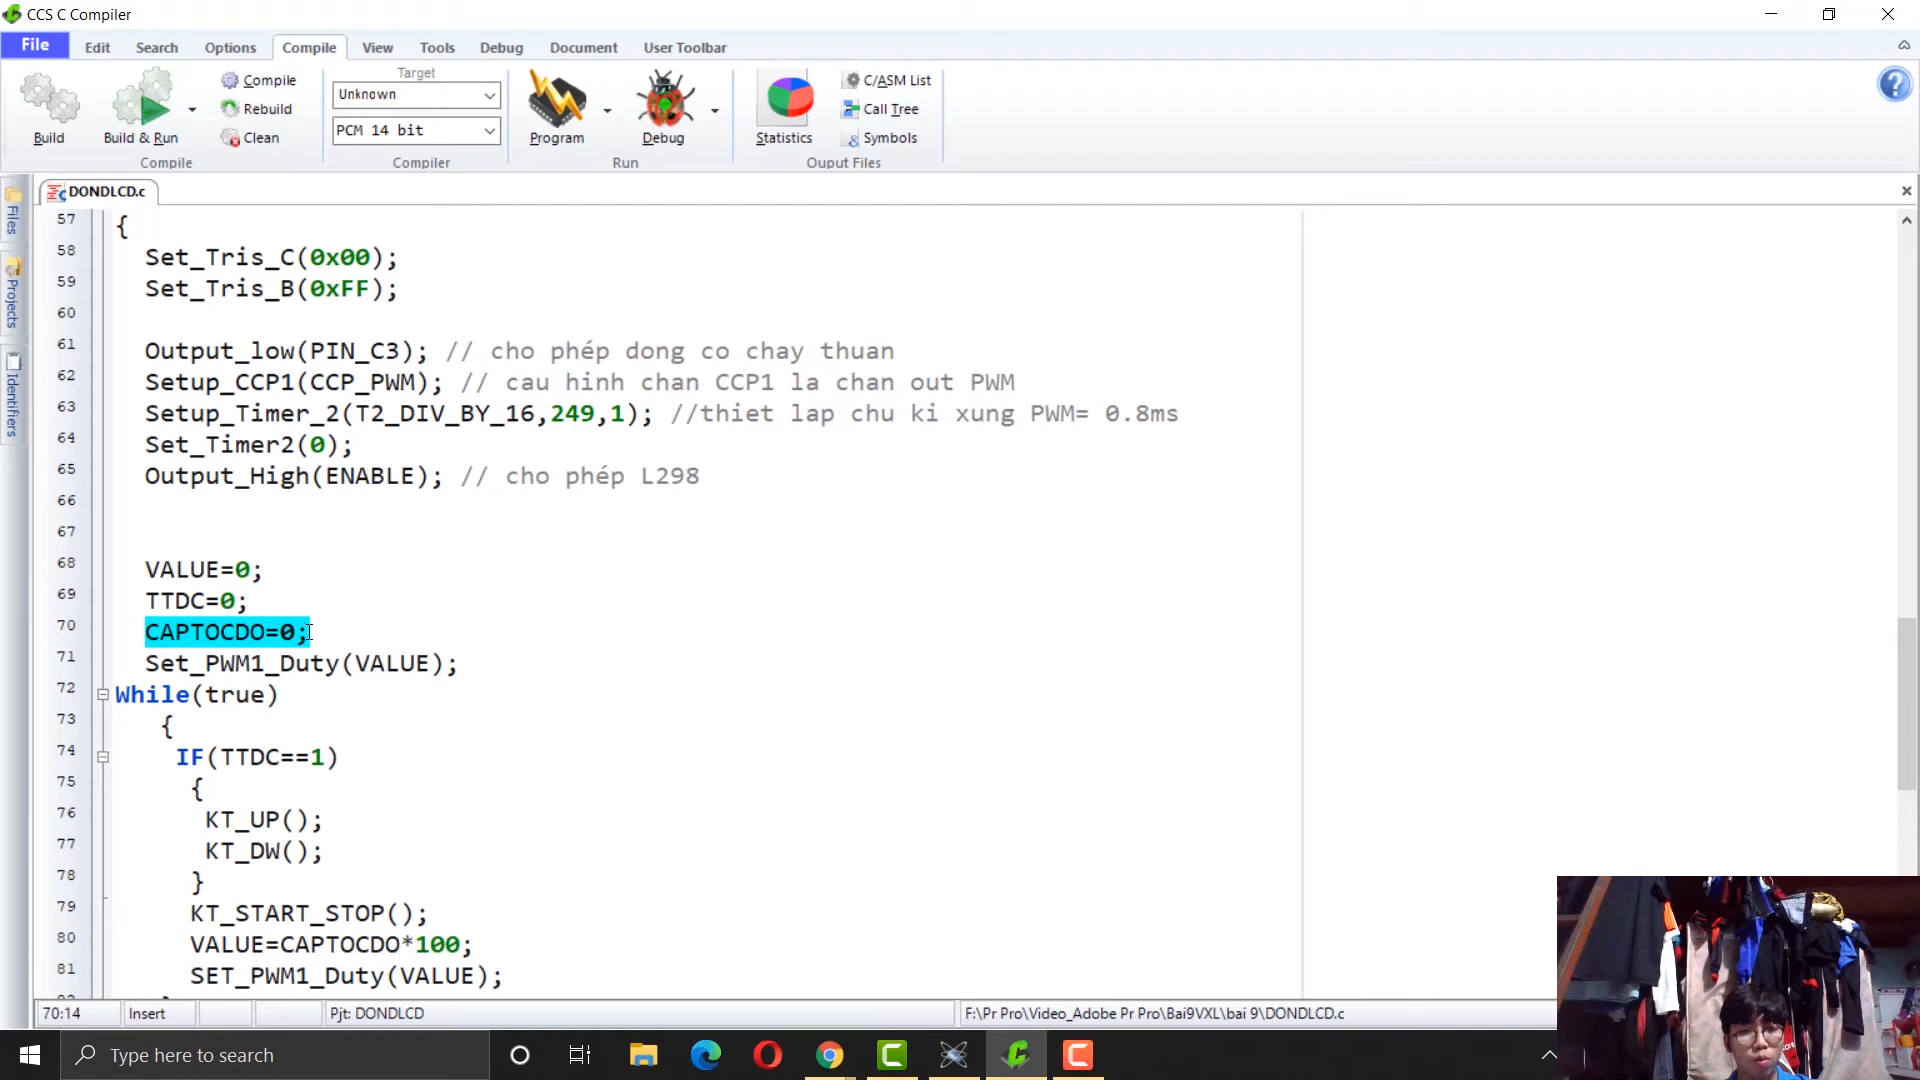 CCS C Compiler
File Edit Search Options Compile View Tools Debug Document User Toolbar
Build
Build & Run
Compile
Rebuild
Clean
Compile
Target
Unknown
PCM 14 bit
Compiler
Program
Debug
Run
Statistics
C/ASM List
Call Tree
Symbols
Ouput Files
Files
Projects
Identifiers
DONDLCD.c
57 {
58 Set_Tris_C(0x00);
59 Set_Tris_B(0xFF);
60
61 Output_low(PIN_C3); // cho phép dong co chay thuan
62 Setup_CCP1(CCP_PWM); // cau hinh chan CCP1 la chan out PWM
63 Setup_Timer_2(T2_DIV_BY_16,249,1); //thiet lap chu ki xung PWM= 0.8ms
64 Set_Timer2(0);
65 Output_High(ENABLE); // cho phép L298
66
67
68 VALUE=0;
69 TTDC=0;
70 CAPTOCDO=0;
71 Set_PWM1_Duty(VALUE);
72 While(true)
73 {
74 IF(TTDC==1)
75 {
76 KT_UP();
77 KT_DW();
78 }
79 KT_START_STOP();
80 VALUE=CAPTOCDO*100;
81 SET_PWM1_Duty(VALUE);
70:14 Insert Pjt: DONDLCD F:\Pr Pro\Video_Adobe Pr Pro\Bai9VXL\bai 9\DONDLCD.c
Type here to search